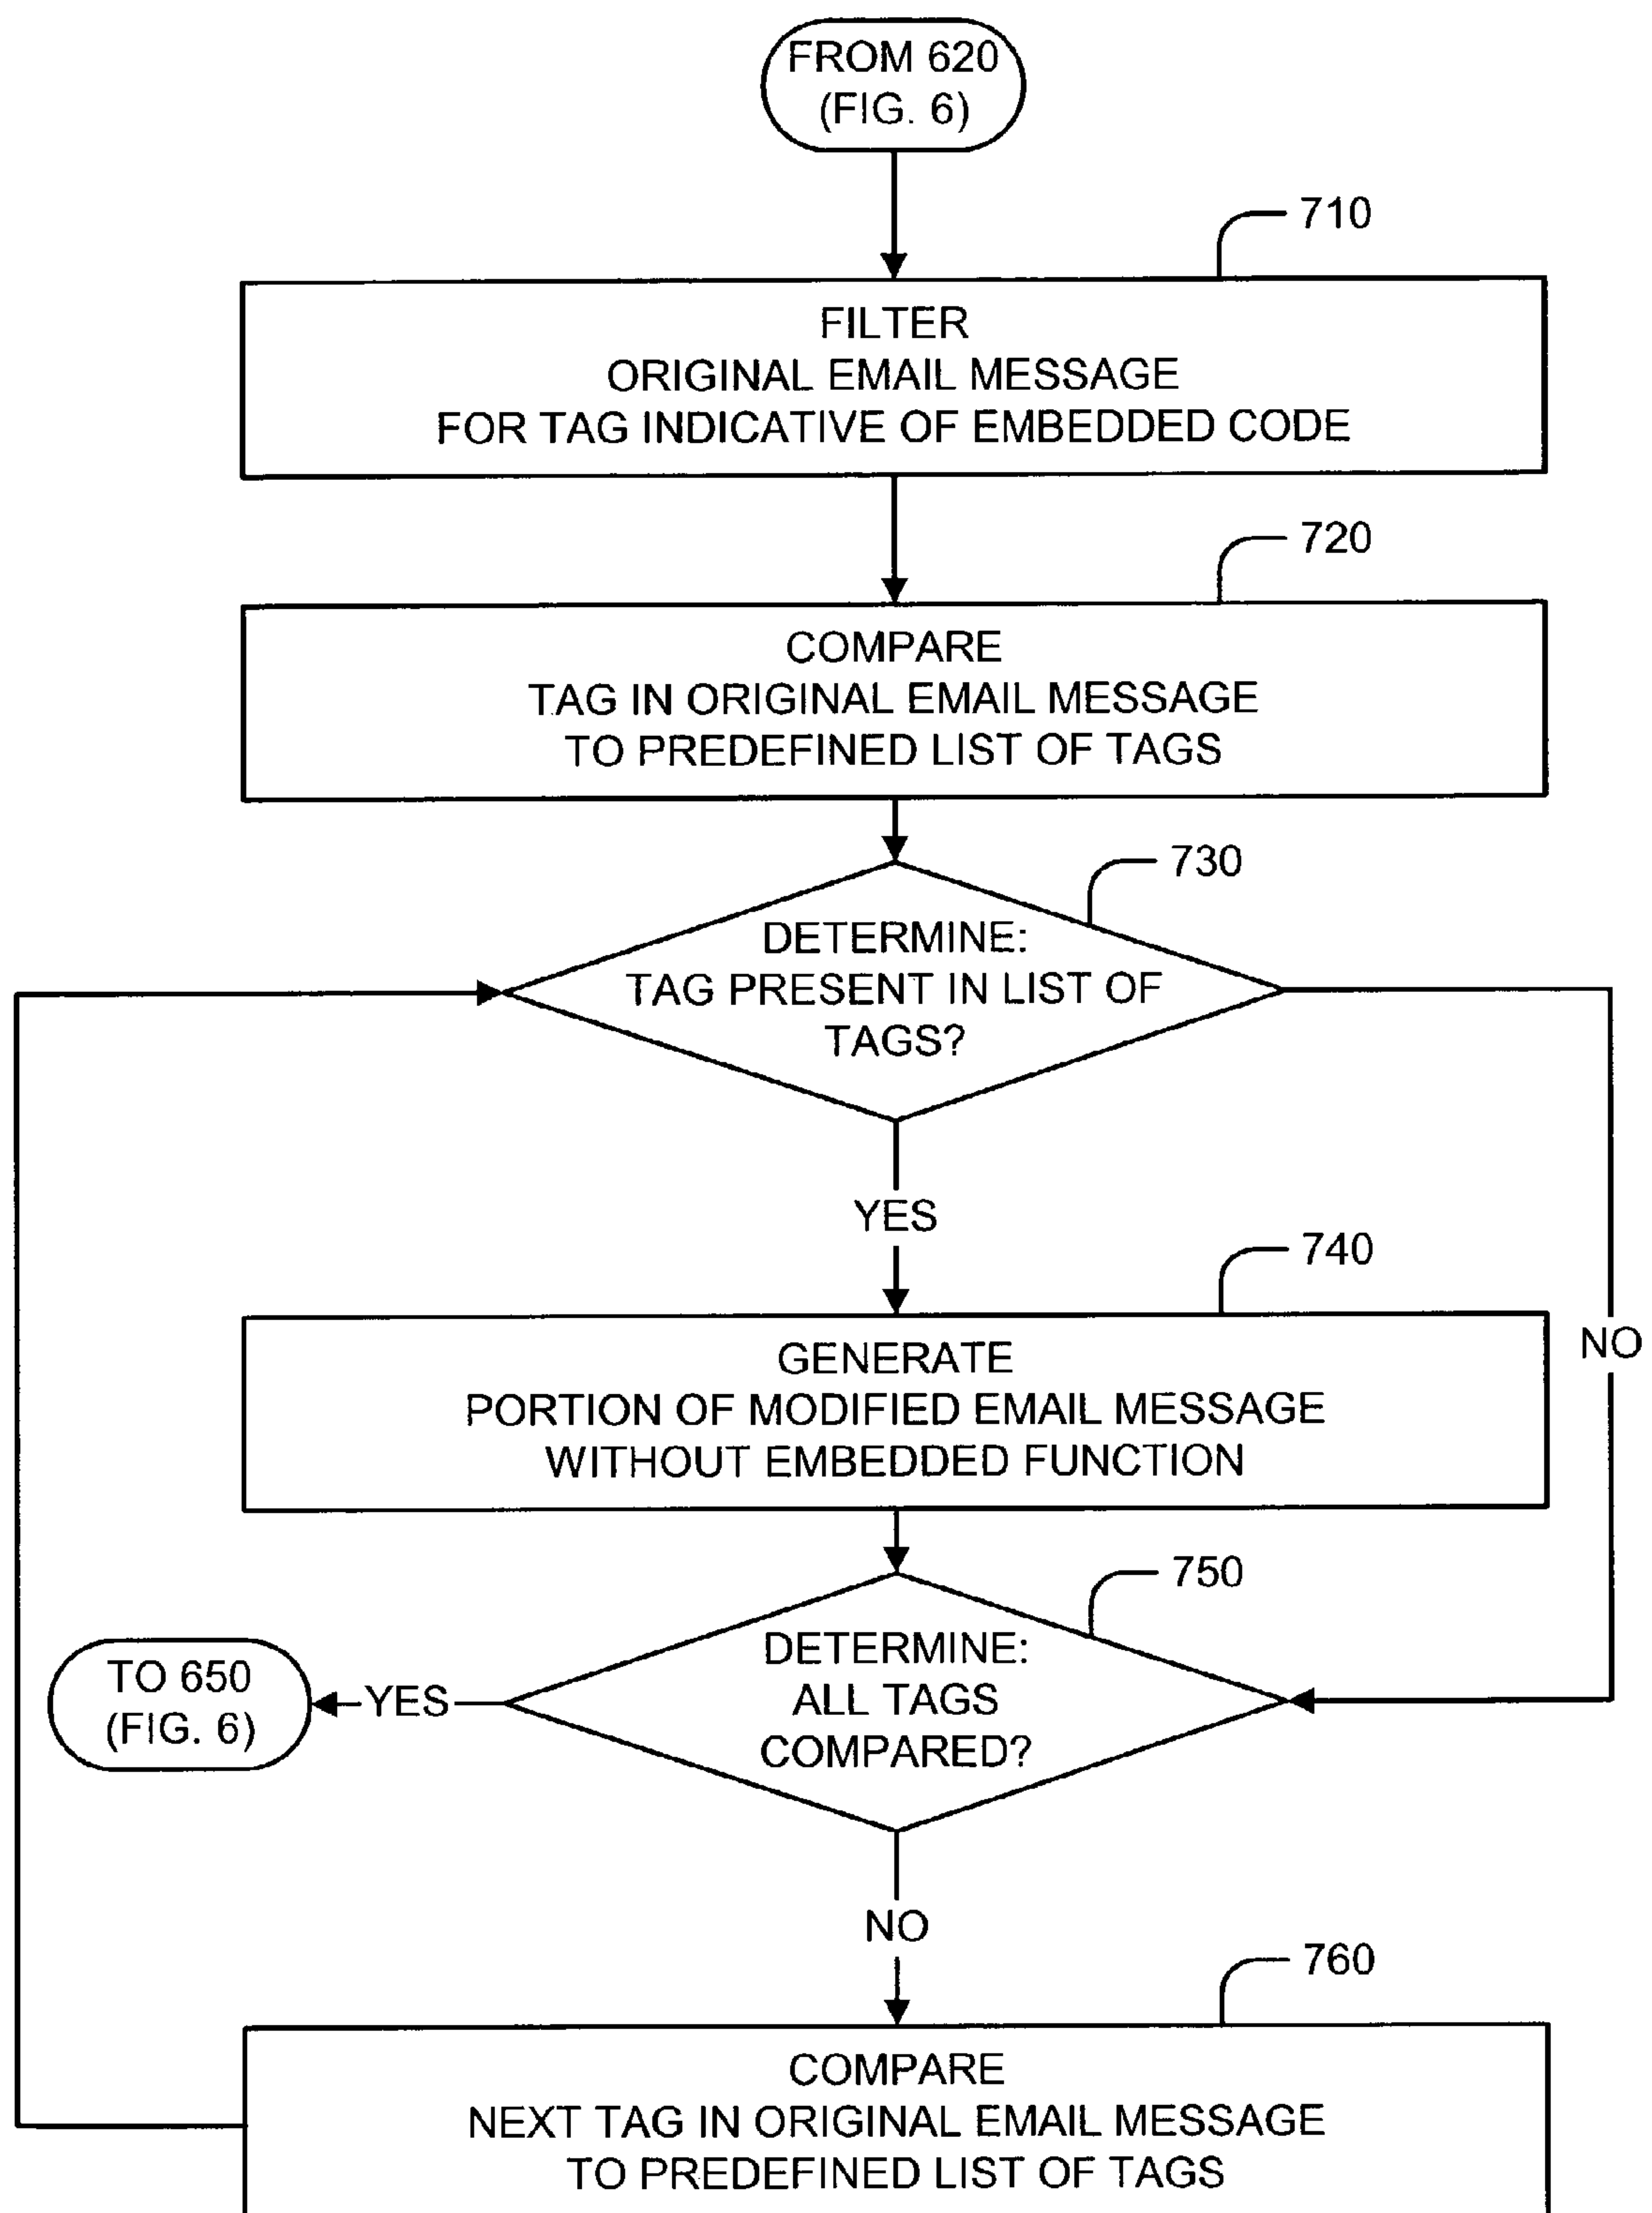 FROM 620
(FIG. 6)
710
FILTER
ORIGINAL EMAIL MESSAGE
FOR TAG INDICATIVE OF EMBEDDED CODE
720
COMPARE
TAG IN ORIGINAL EMAIL MESSAGE
TO PREDEFINED LIST OF TAGS
730
DETERMINE:
TAG PRESENT IN LIST OF
TAGS?
YES
740
NO
GENERATE
PORTION OF MODIFIED EMAIL MESSAGE
WITHOUT EMBEDDED FUNCTION
750
DETERMINE:
ALL TAGS
COMPARED?
YES
TO 650
(FIG. 6)
NO
760
COMPARE
NEXT TAG IN ORIGINAL EMAIL MESSAGE
TO PREDEFINED LIST OF TAGS